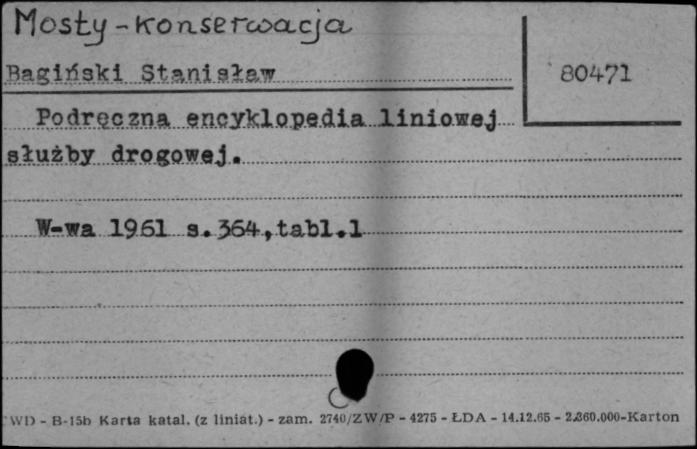 Mosty-konserwacja
Bagiński Stanisław
80471
Podręczna encyklopedia liniowej
służby drogowej.
W-wa 1961 s.364,tabl.1
WD - B-15b Karta katal. (z liniat.) - zam. 2740/ZW/P - 4275 - ŁDA - 14.12.65 - 2.360.000-Karton